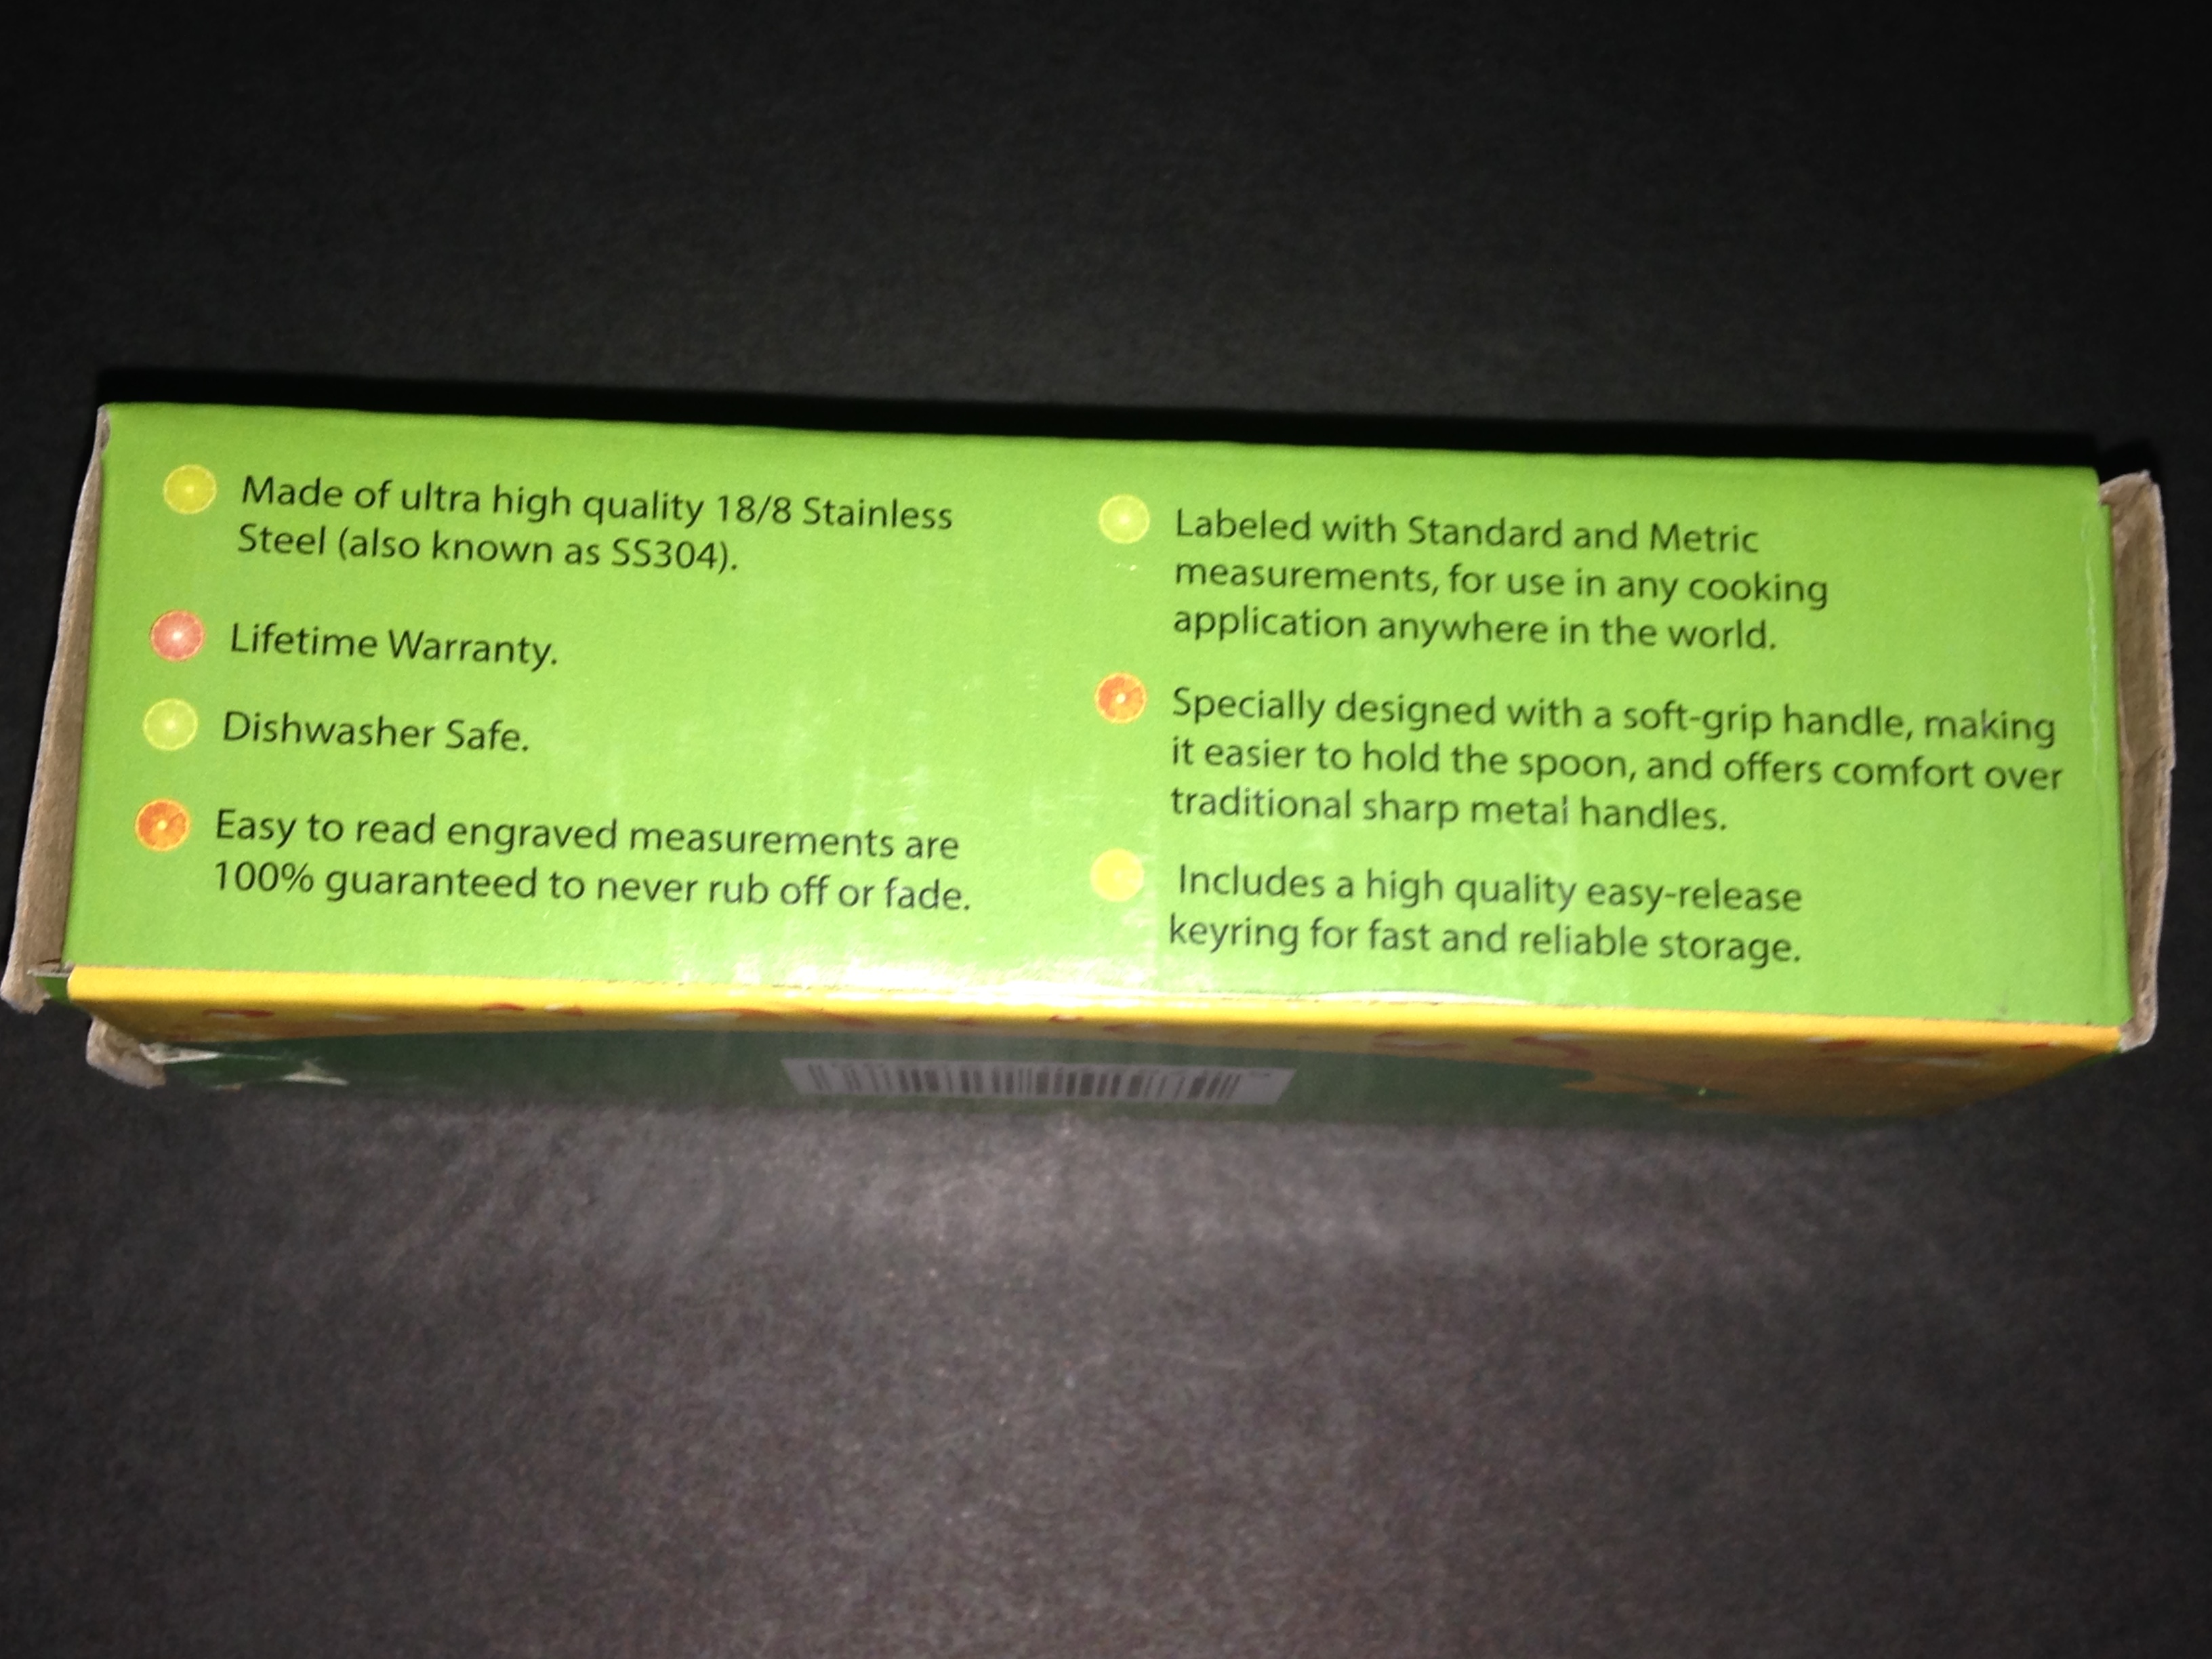 Made of ultra high quality 18/8 Stainless
Steel (also known as SS304).
Lifetime Warranty.
Dishwasher Safe.
Easy to read engraved measurements are
100% guaranteed to never rub off or fade.
Labeled with Standard and Metric
measurements, for use in any cooking
application anywhere in the world.
Specially designed with a soft-grip handle, making
it easier to hold the spoon, and offers comfort over
traditional sharp metal handles.
Includes a high quality easy-release
keyring for fast and reliable storage.